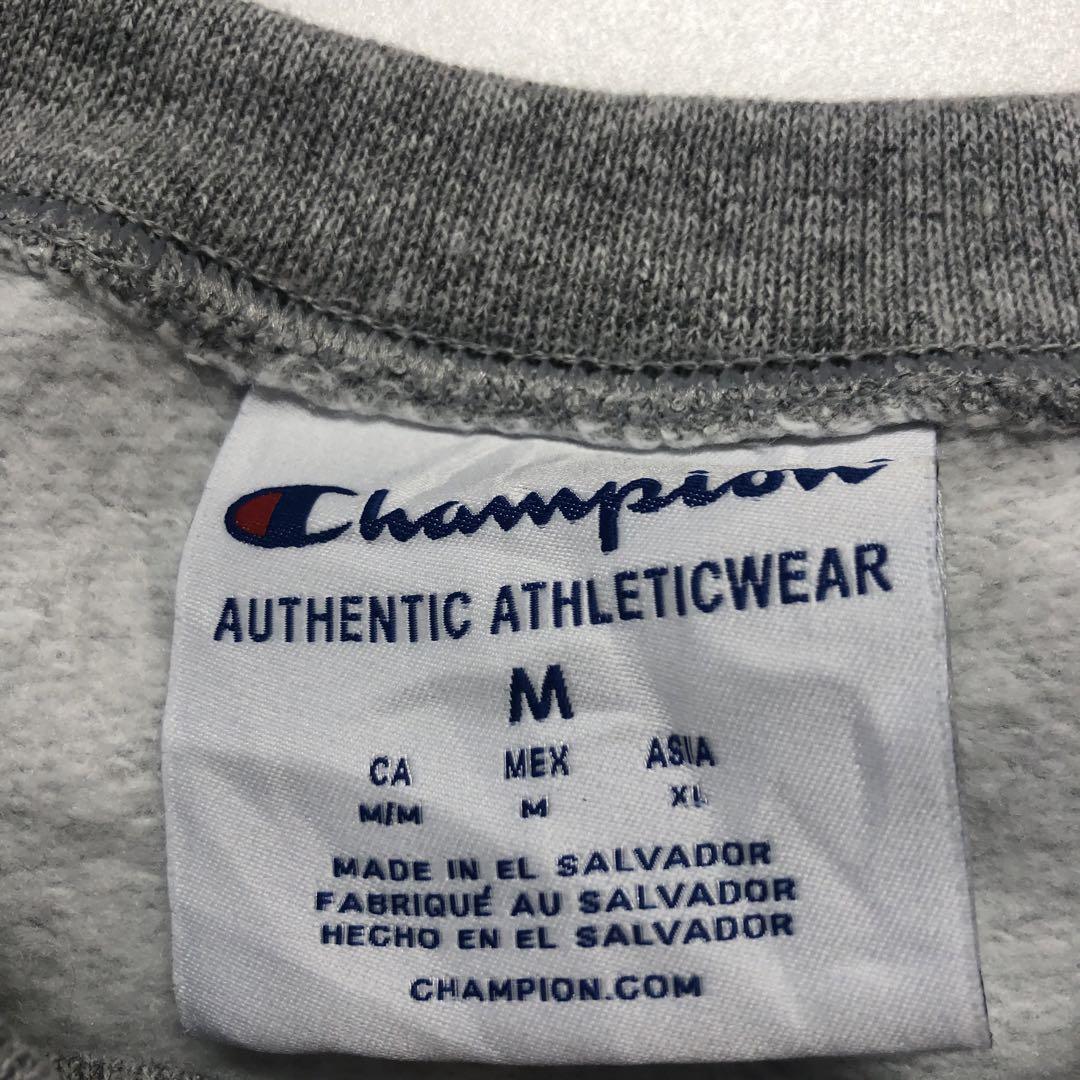 Champion
AUTHENTIC ATHLETICWEAR
M
CA MEX ASIA
M/M M XL
MADE IN EL SALVADOR
FABRIQUÉ AU SALVADOR
HECHO EN EL SALVADOR
CHAMPION.COM